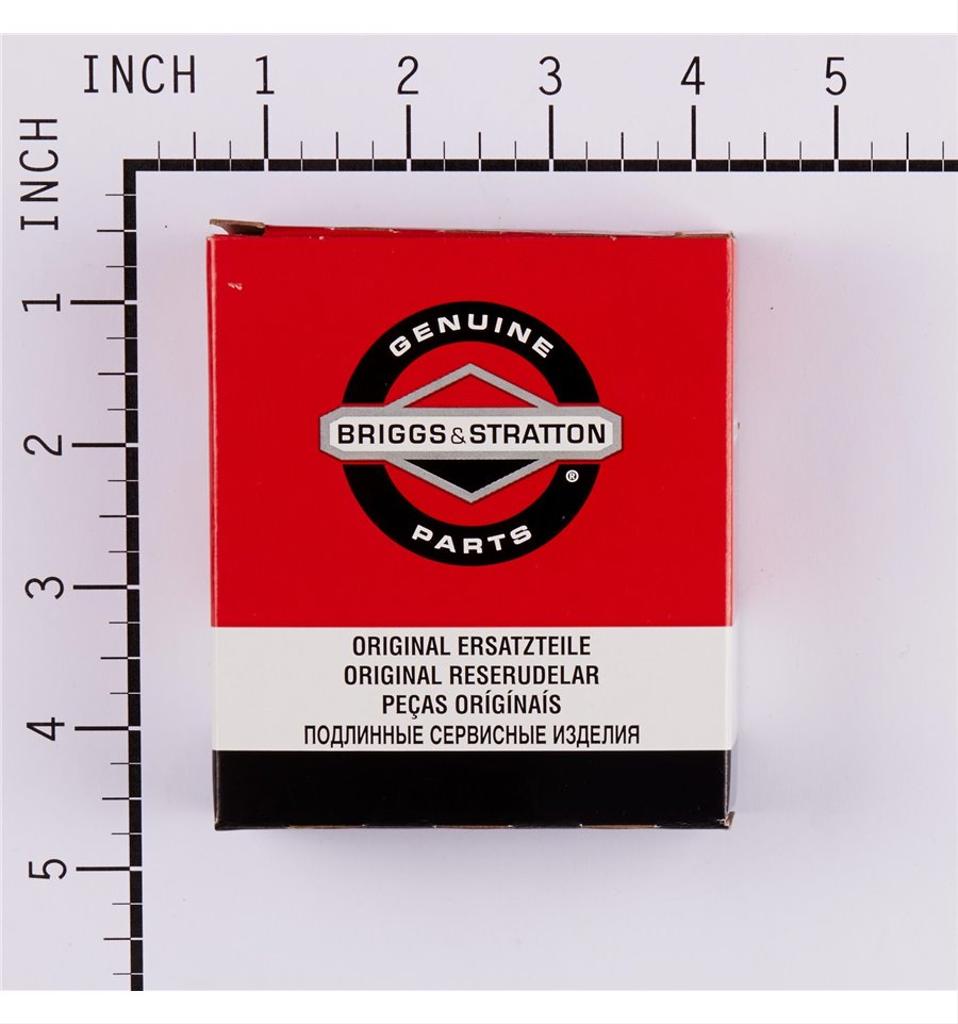 INCH 1 2 3 4 5
INCH
1
2
3
4
5
GENUINE
BRIGGS & STRATTON
®
PARTS
ORIGINAL ERSATZTEILE
ORIGINAL RESERUDELAR
PEÇAS ORÍGÍNAÍS
ПОДЛИННЫЕ СЕРВИСНЫЕ ИЗДЕЛИЯ